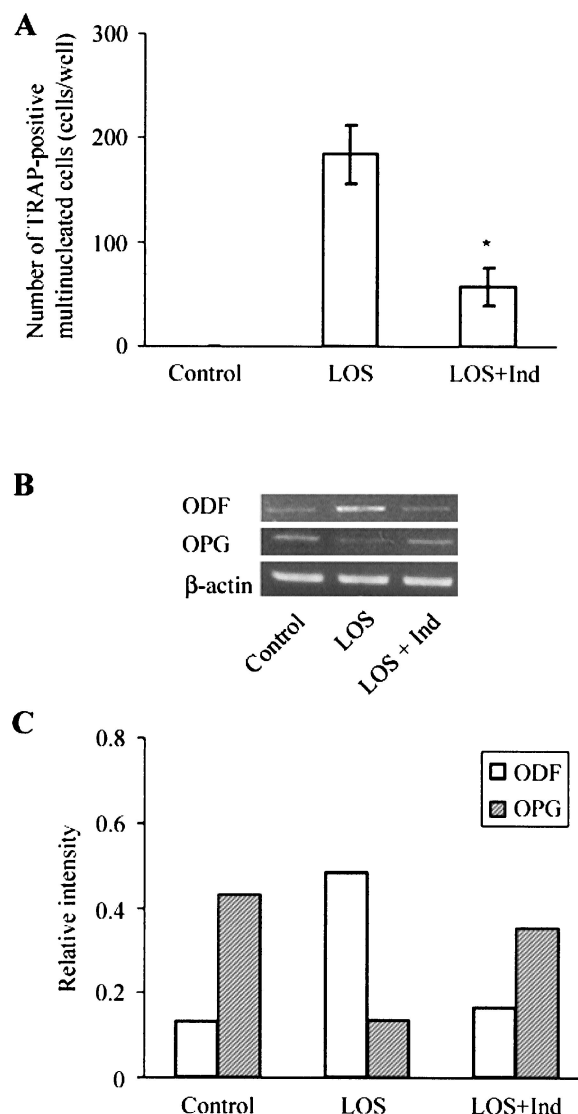 A
Number of TRAP-positive
multinucleated cells (cells/well)
300
200
100
0
*
Control LOS LOS+Ind
B
ODF
OPG
β-actin
Control LOS LOS + Ind
C
Relative intensity
0.8
0.6
0.4
0.2
0
ODF
OPG
Control LOS LOS+Ind